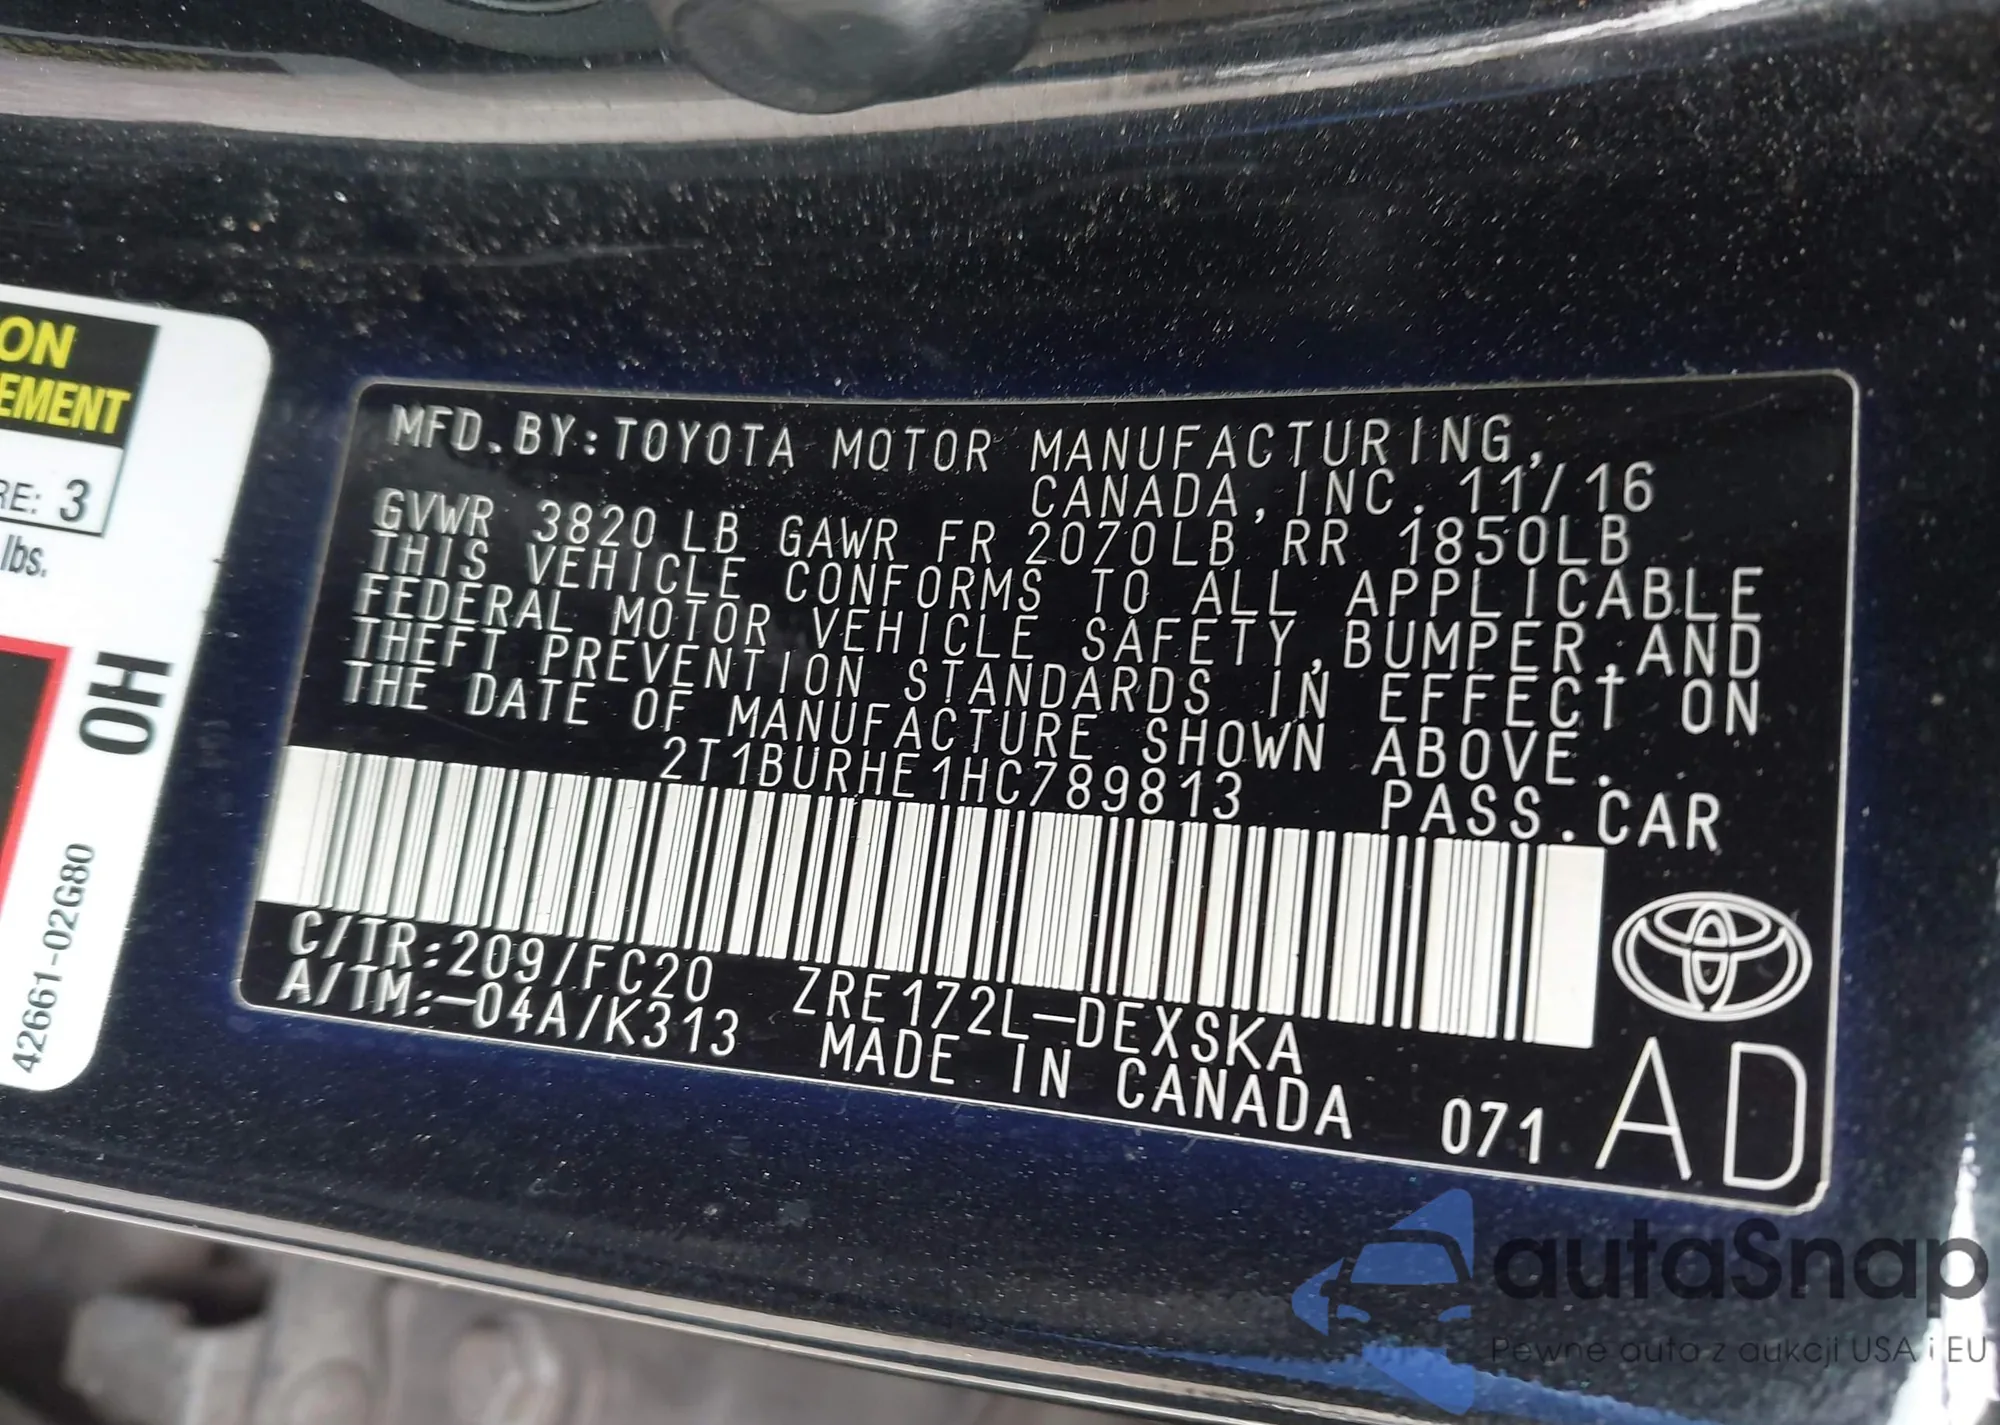 ON
EMENT
RE: 3
lbs.
HO
42661-02G80
MFD.BY:TOYOTA MOTOR MANUFACTURING,
CANADA,INC. 11/16
GVWR 3820LB GAWR FR 2070LB RR 1850LB
THIS VEHICLE CONFORMS TO ALL APPLICABLE
FEDERAL MOTOR VEHICLE SAFETY,BUMPER,AND
THEFT PREVENTION STANDARDS IN EFFECT ON
THE DATE OF MANUFACTURE SHOWN ABOVE.
2T1BURHE1HC789813 PASS.CAR
C/TR:209/FC20 ZRE172L-DEXSKA
A/TM:-04A/K313 MADE IN CANADA 071 AD
autaSnap
Pewne auta z aukcji USA i EU